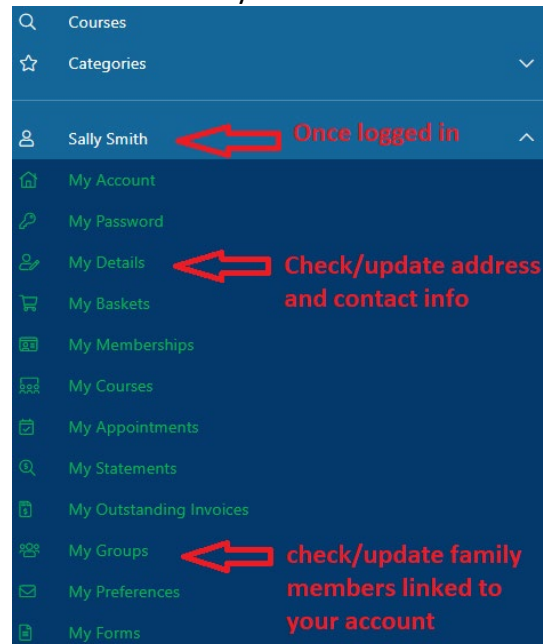 Courses
Categories
Sally Smith
Once logged in
My Account
My Password
My Details
Check/update address
and contact info
My Baskets
My Memberships
My Courses
My Appointments
My Statements
My Outstanding Invoices
My Groups
check/update family
members linked to
your account
My Preferences
My Forms